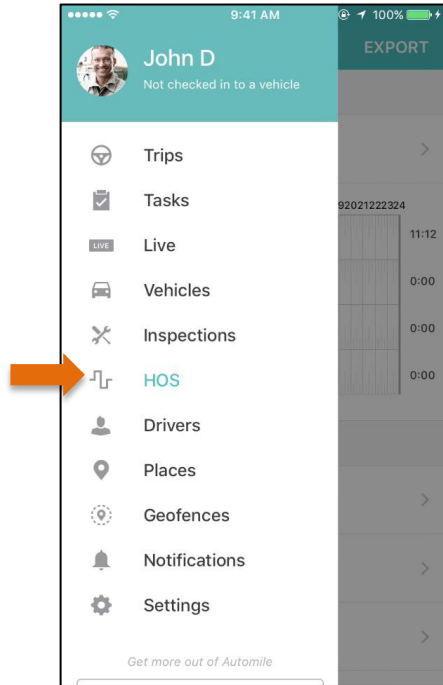 9:41 AM
100%
John D
Not checked in to a vehicle
EXPORT
Trips
Tasks
92021222324
LIVE Live
11:12
Vehicles
0:00
Inspections
0:00
HOS
0:00
Drivers
Places
Geofences
Notifications
Settings
Get more out of Automile